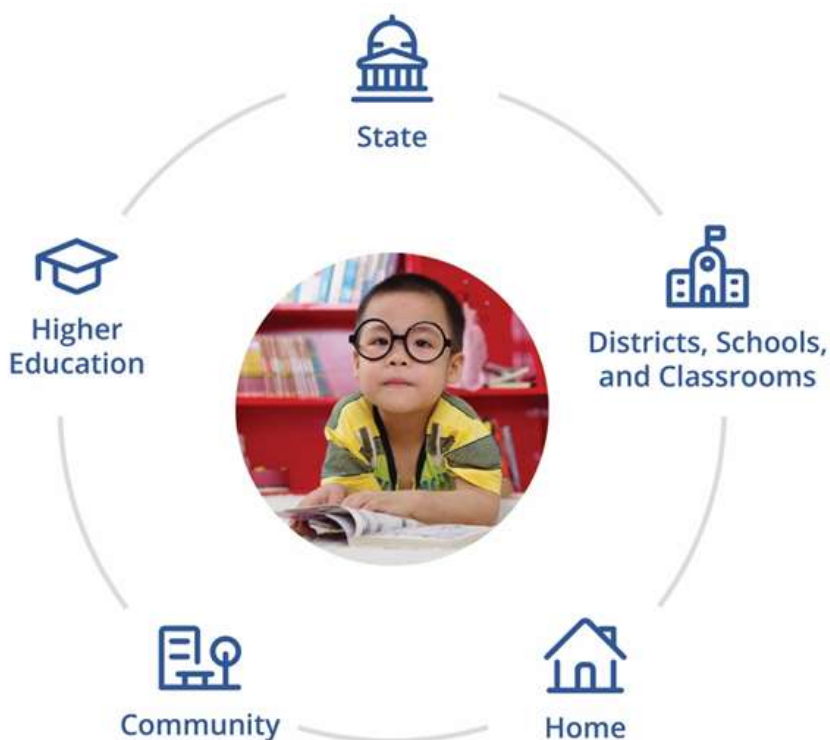 State
Higher
Education
Districts, Schools,
and Classrooms
Community
Home